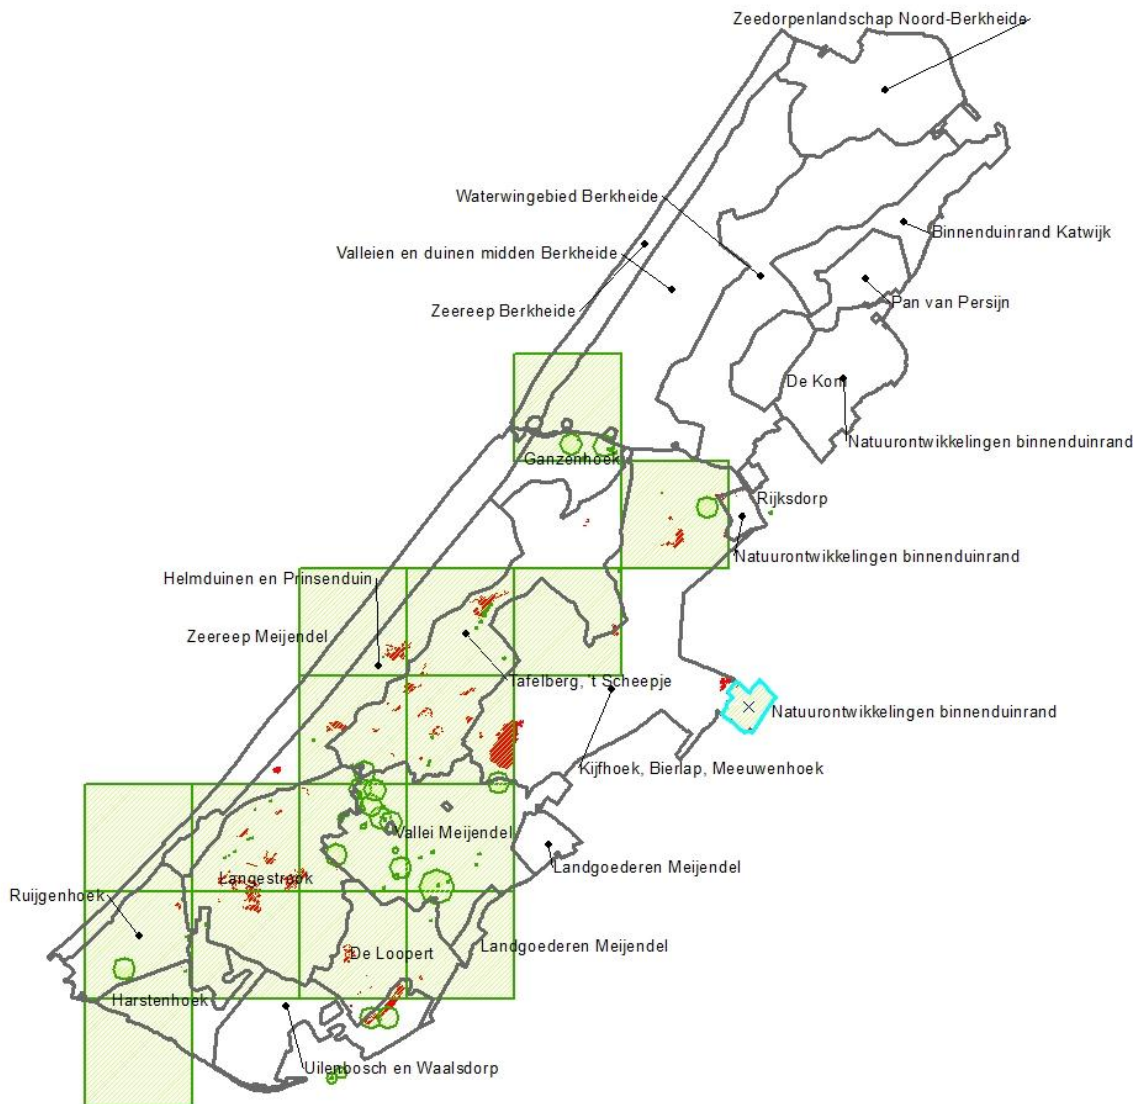 Zeedorpenlandschap Noord-Berkheide
Waterwingebied Berkheide
Binnenduinrand Katwijk
Valleien en duinen midden Berkheide
Pan van Persijn
Zeereep Berkheide
De Kom
Natuurontwikkelingen binnenduinrand
Ganzenhoek
Rijksdorp
Natuurontwikkelingen binnenduinrand
Helmduinen en Prinsenduin
Zeereep Meijendel
Tafelberg, 't Scheepje
Natuurontwikkelingen binnenduinrand
Kijfhoek, Bierlap, Meeuwenhoek
Vallei Meijendel
Landgoederen Meijendel
Langestrook
Ruijgenhoek
Landgoederen Meijendel
De Loopert
Harstenhoek
Uilenbosch en Waalsdorp